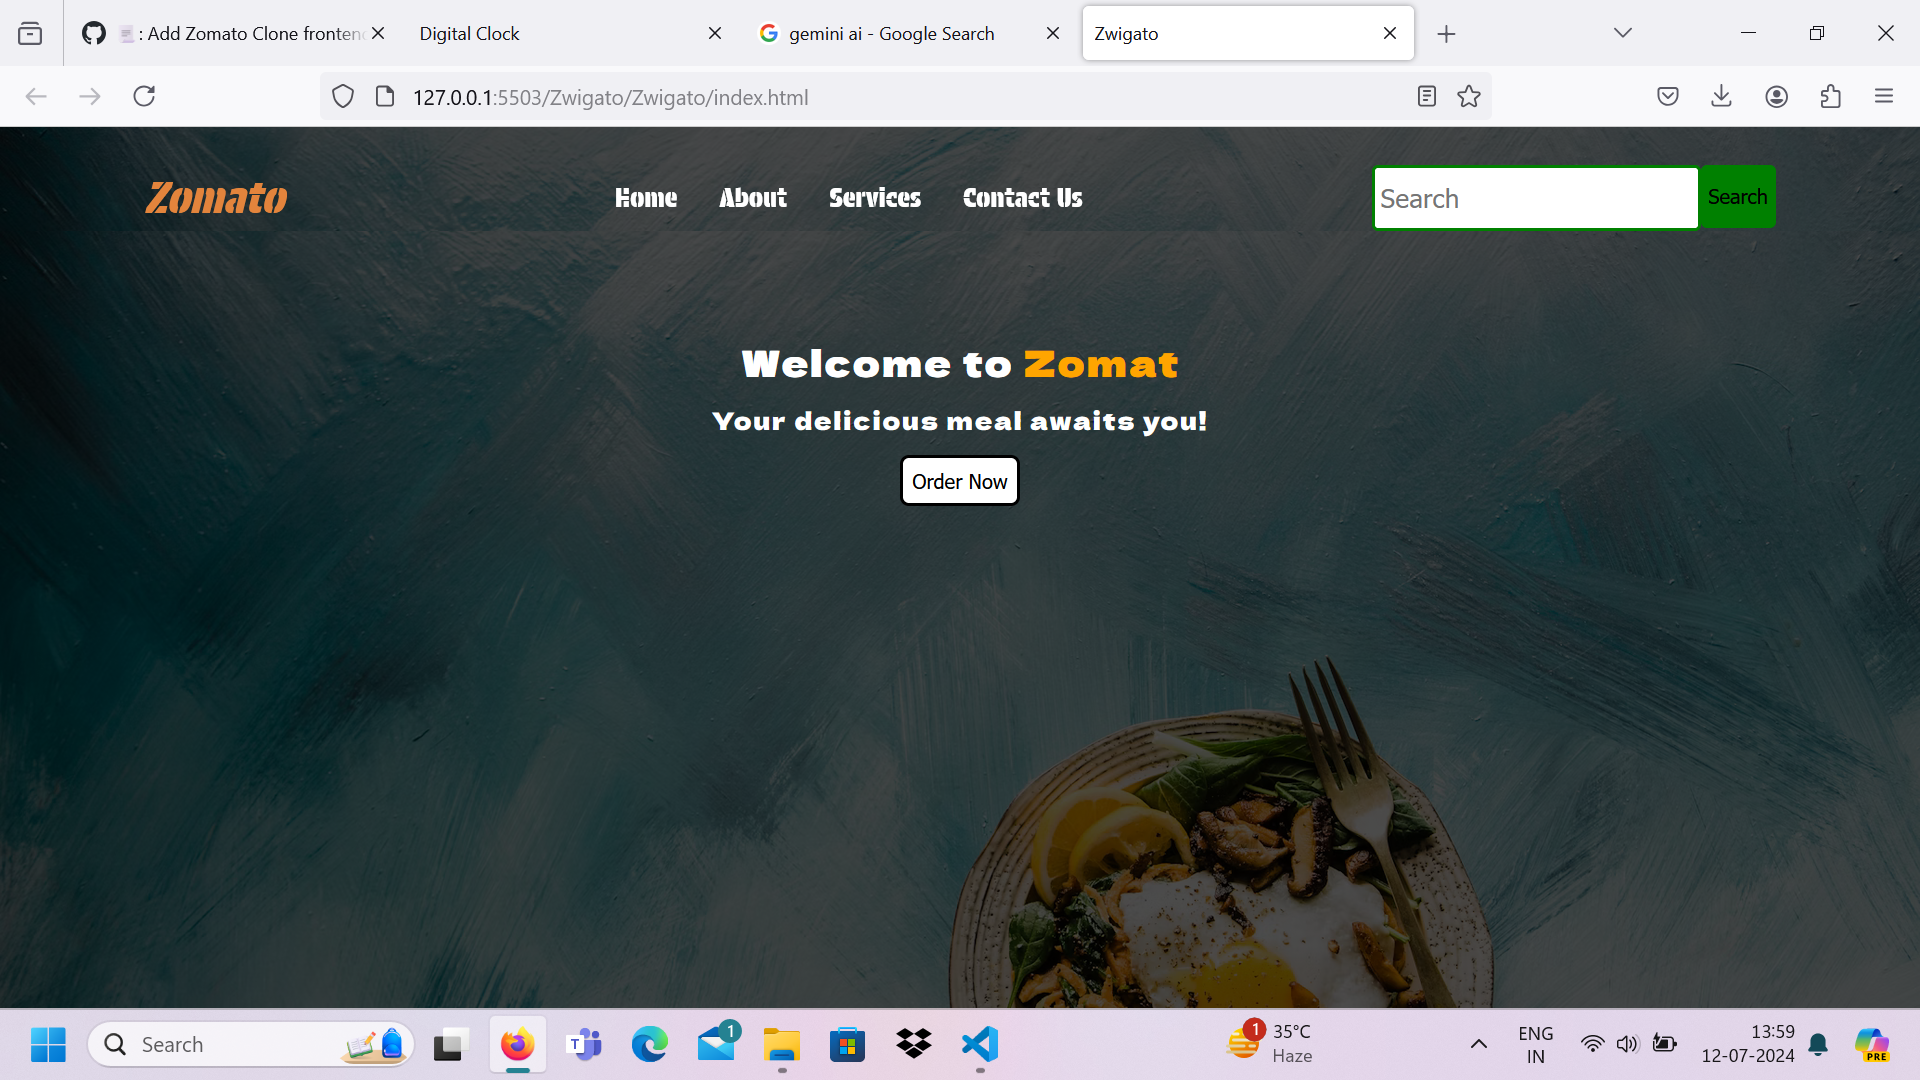 : Add Zomato Clone fronten
Digital Clock
gemini ai - Google Search
Zwigato
127.0.0.1:5503/Zwigato/Zwigato/index.html
Zomato
Home
About
Services
Contact Us
Search
Search
Welcome to Zomat
Your delicious meal awaits you!
Order Now
Search
1
1
35°C
Haze
ENG
IN
13:59
12-07-2024
PRE